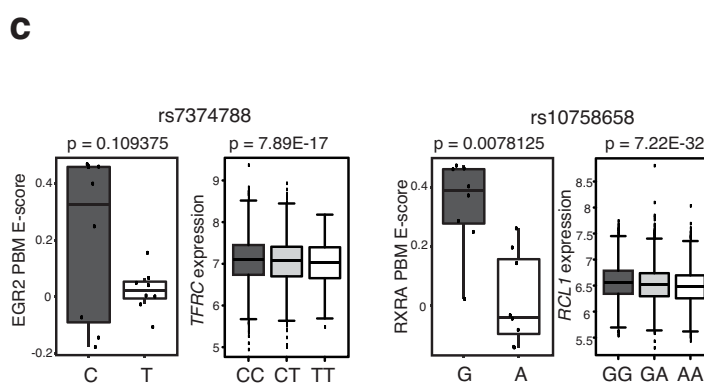 c
rs7374788
p = 0.109375
p = 7.89E-17
EGR2 PBM E-score
0.4
0.2
0
-0.2
C T
TFRC expression
9
8
7
6
5
CC CT TT
rs10758658
p = 0.0078125
p = 7.22E-32
RXRA PBM E-score
0.4
0.2
0
G A
RCL1 expression
8.5
8
7.5
7
6.5
6
5.5
GG GA AA